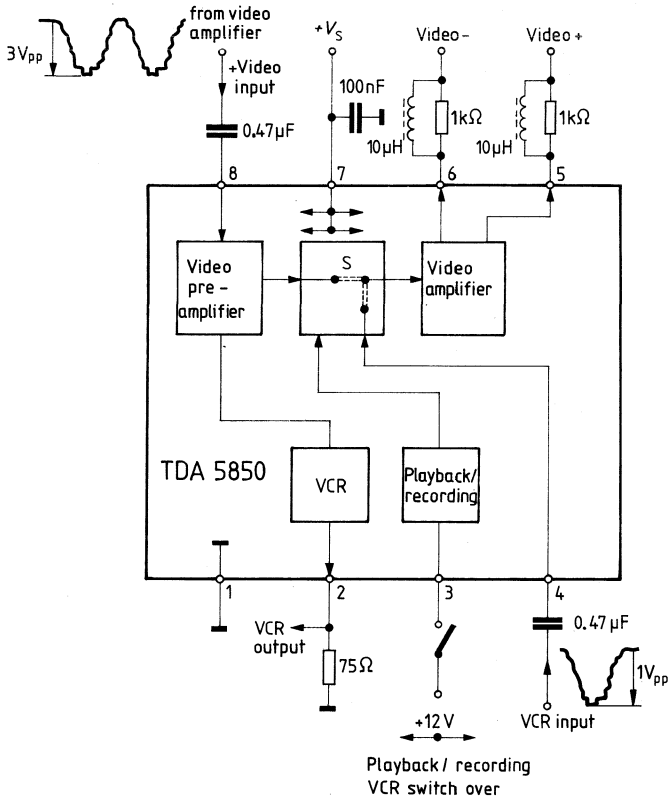 from video
amplifier
+VS
Video-
Video+
3Vpp
+Video
input
100nF
0.47µF
10µH
1kΩ
10µH
1kΩ
8
7
6
5
Video
pre-
amplifier
S
Video
amplifier
TDA 5850
VCR
Playback/
recording
1
2
3
4
VCR
output
75Ω
0.47µF
1Vpp
+12V
VCR input
Playback/ recording
VCR switch over